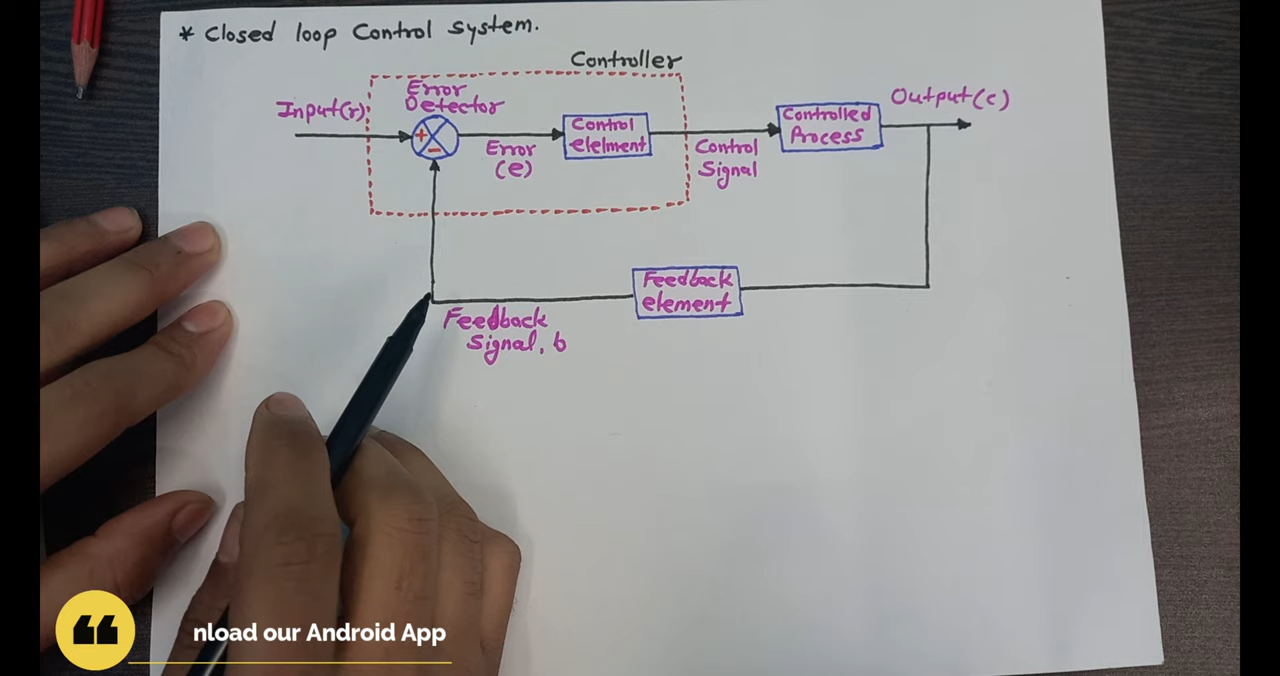 * Closed loop Control system.
Controller
Error
Detector
Input(r)
+
-
Error
(e)
Control
elelment
Control
Signal
Controlled
Process
Output(c)
Feedback
element
Feedback
Signal, b
nload our Android App